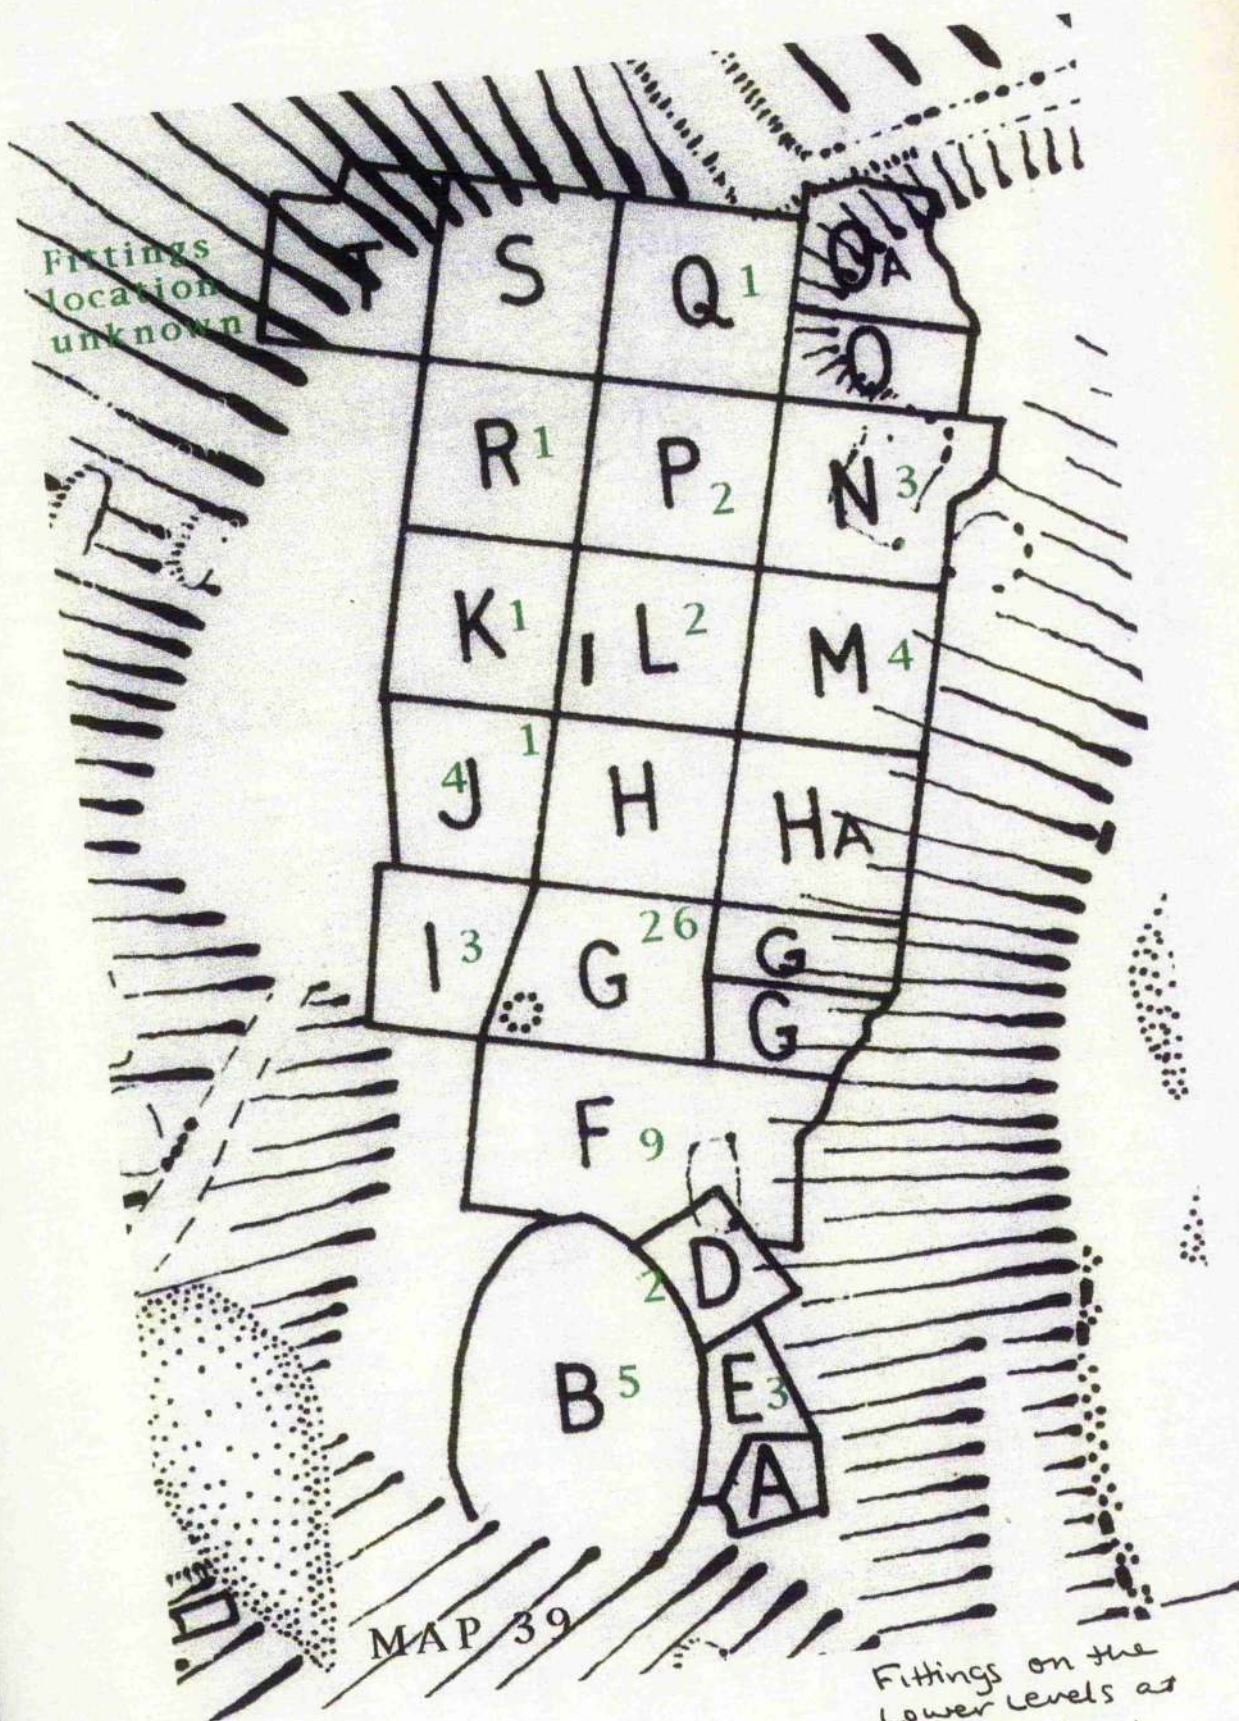 T S Q 1 QA
Fittings
location
unknown
O
R 1 P 2 N 3
K 1 I L 2 M 4
1
4 J H HA
I 3 G 26 G
G
F 9
2 D
B 5 E 3
A
MAP 39
Fittings on the
Lower Levels at